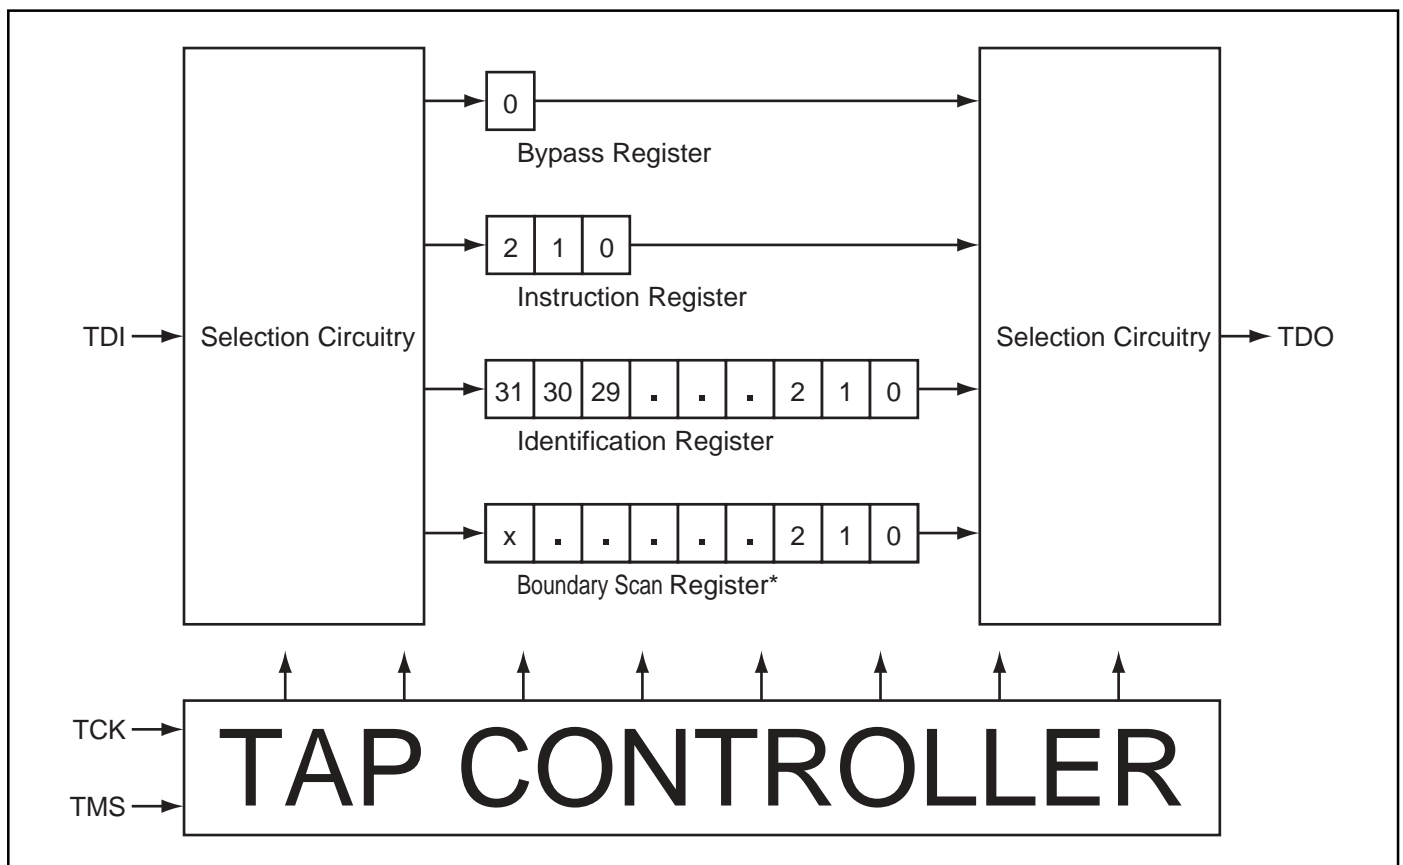 0
Bypass Register
2 1 0
Instruction Register
TDI
Selection Circuitry
Selection Circuitry
TDO
31 30 29 . . . 2 1 0
Identification Register
x . . . . . 2 1 0
Boundary Scan Register*
TCK
TMS
TAP CONTROLLER